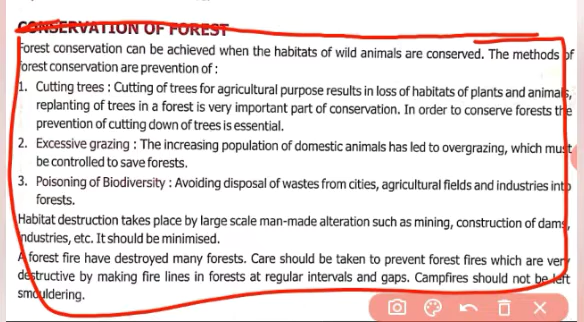 CONSERVATION OF FOREST
Forest conservation can be achieved when the habitats of wild animals are conserved. The methods of
forest conservation are prevention of :
1. Cutting trees : Cutting of trees for agricultural purpose results in loss of habitats of plants and animals,
replanting of trees in a forest is very important part of conservation. In order to conserve forests the
prevention of cutting down of trees is essential.
2. Excessive grazing : The increasing population of domestic animals has led to overgrazing, which must
be controlled to save forests.
3. Poisoning of Biodiversity : Avoiding disposal of wastes from cities, agricultural fields and industries into
forests.
Habitat destruction takes place by large scale man-made alteration such as mining, construction of dams,
industries, etc. It should be minimised.
A forest fire have destroyed many forests. Care should be taken to prevent forest fires which are very
destructive by making fire lines in forests at regular intervals and gaps. Campfires should not be left
smouldering.